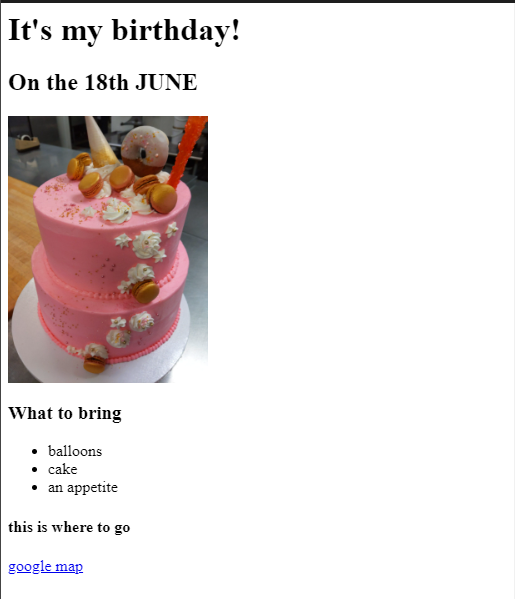 It's my birthday!
On the 18th JUNE
What to bring
balloons
cake
an appetite
this is where to go
google map